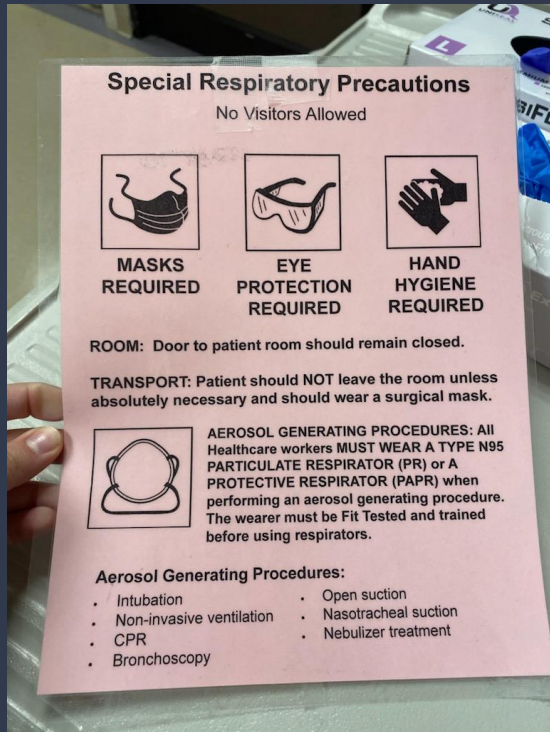 Special Respiratory Precautions
No Visitors Allowed
MASKS
REQUIRED
EYE
PROTECTION
REQUIRED
HAND
HYGIENE
REQUIRED
ROOM: Door to patient room should remain closed.
TRANSPORT: Patient should NOT leave the room unless
absolutely necessary and should wear a surgical mask.
AEROSOL GENERATING PROCEDURES: All
Healthcare workers MUST WEAR A TYPE N95
PARTICULATE RESPIRATOR (PR) or A
PROTECTIVE RESPIRATOR (PAPR) when
performing an aerosol generating procedure.
The wearer must be Fit Tested and trained
before using respirators.
Aerosol Generating Procedures:
. Intubation
. Non-invasive ventilation
. CPR
. Bronchoscopy
. Open suction
. Nasotracheal suction
. Nebulizer treatment
L